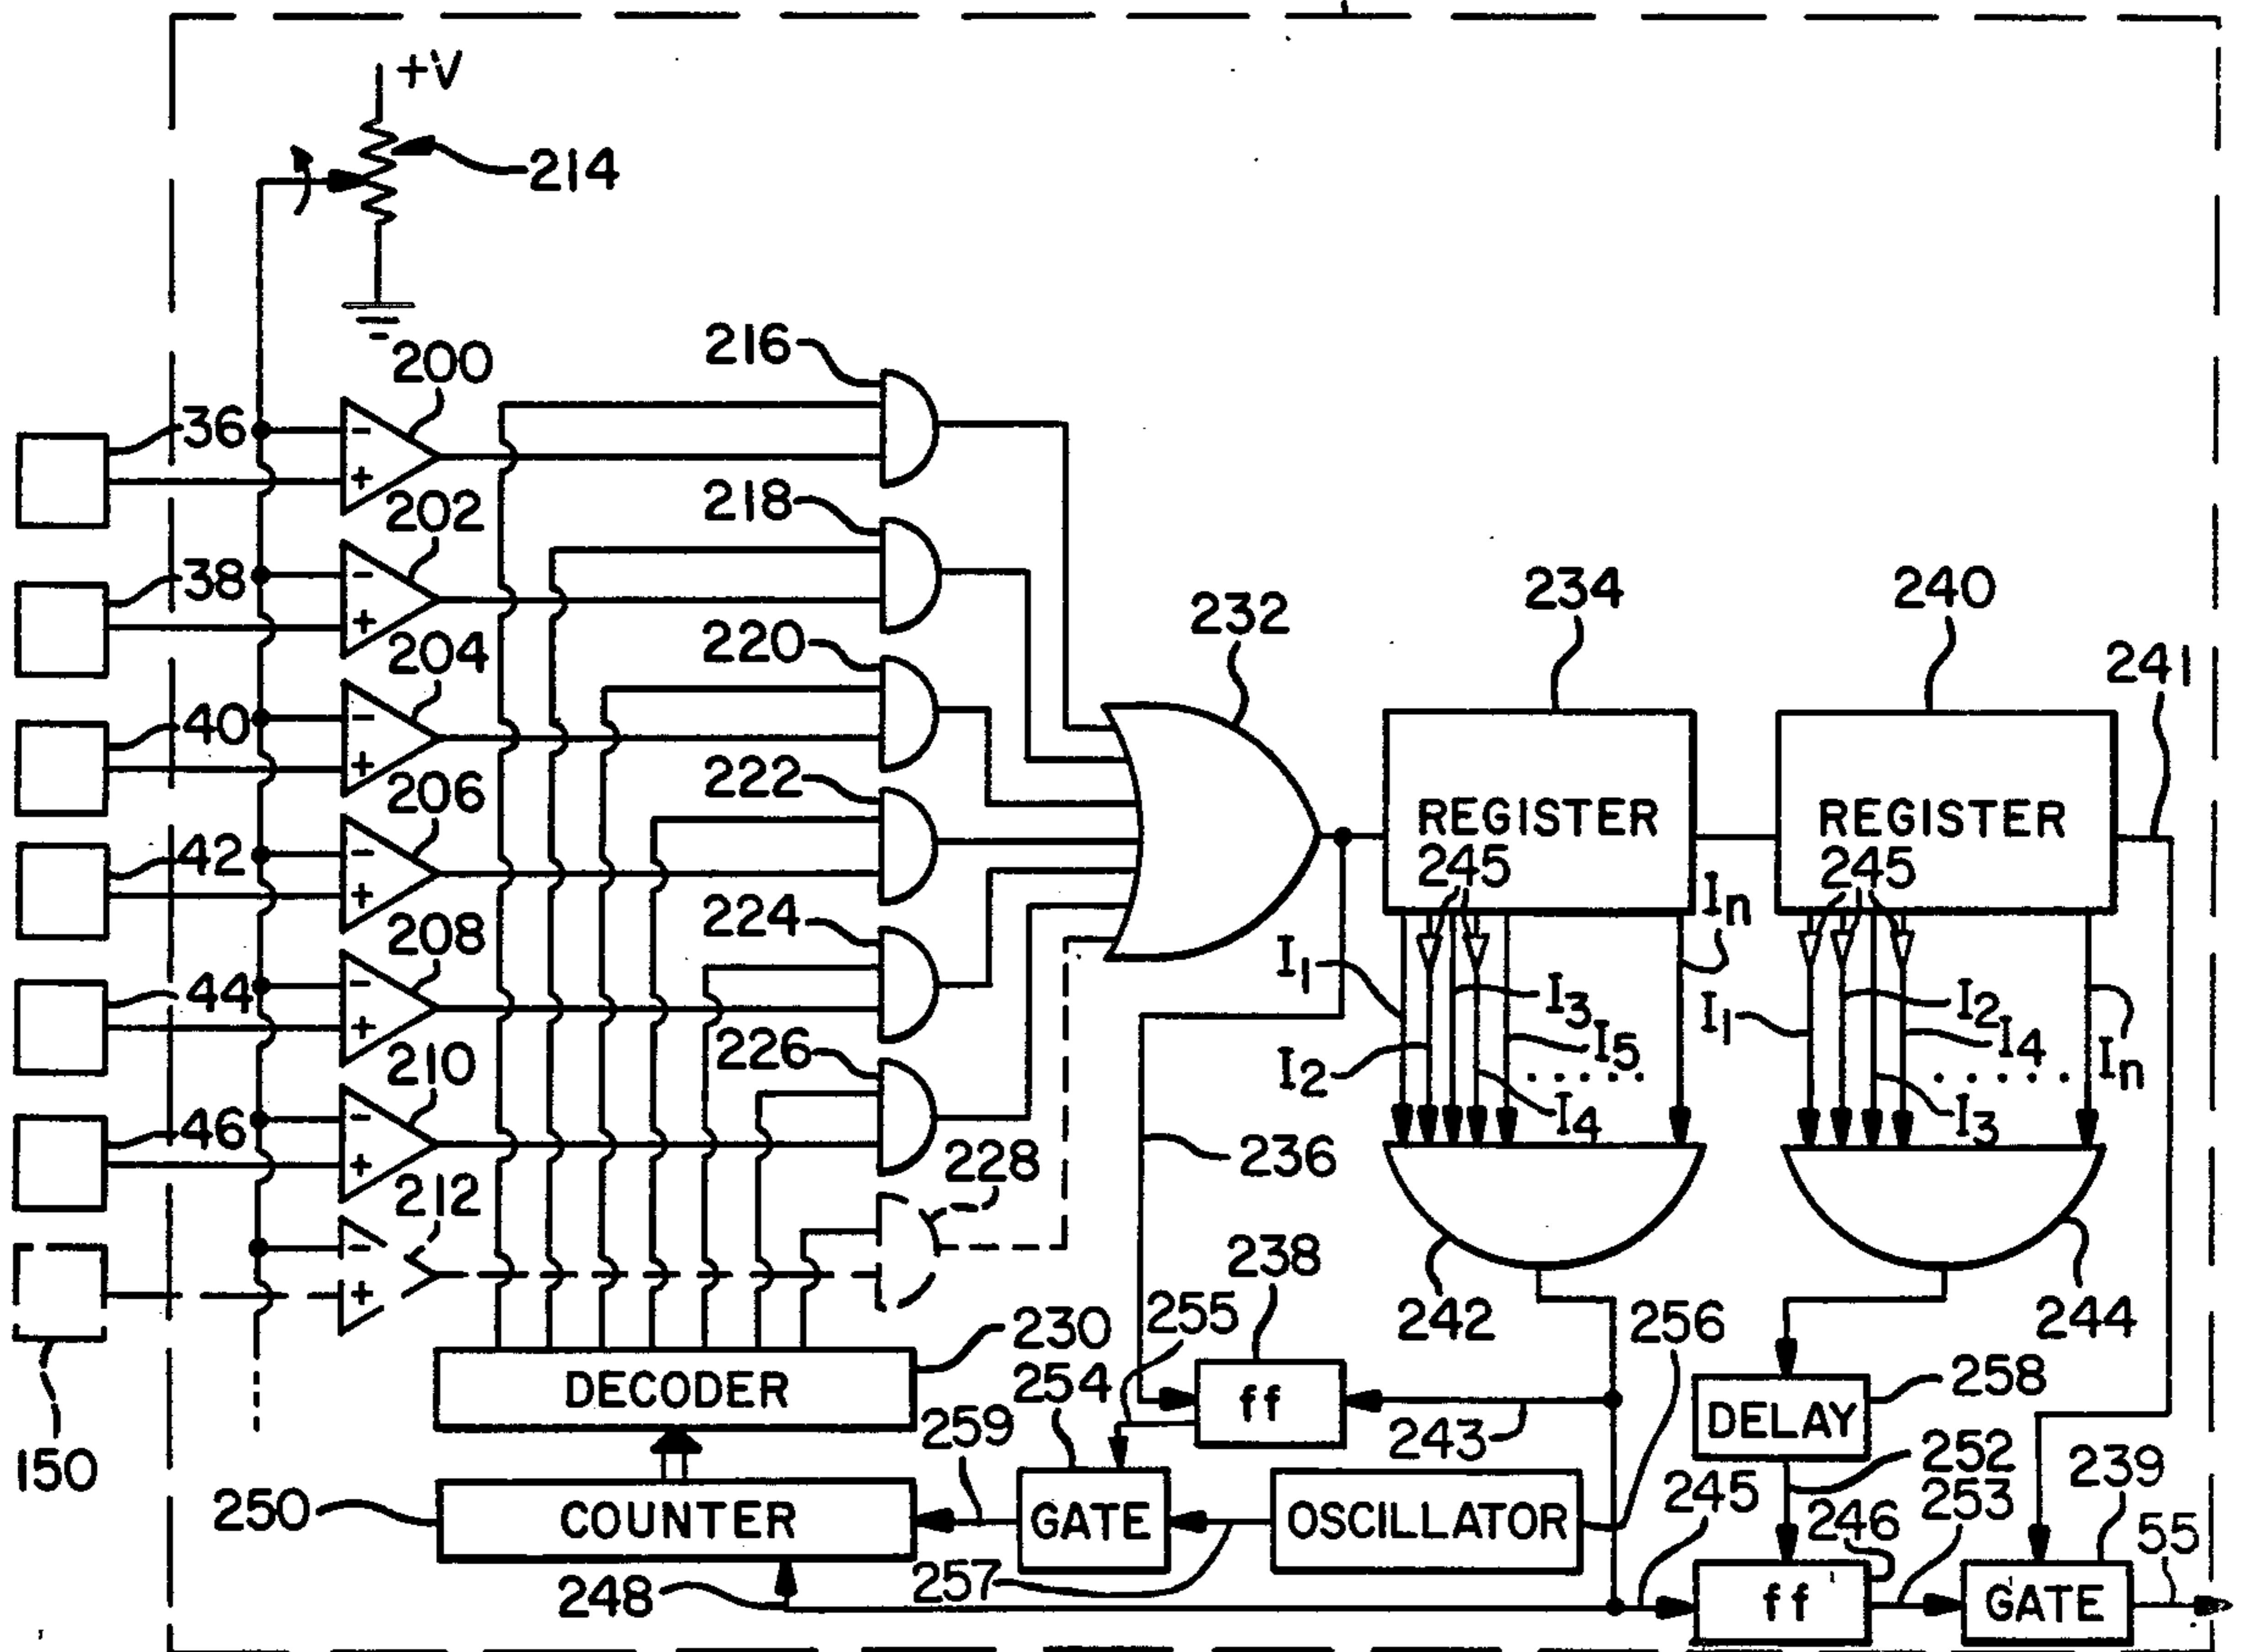 +V
214
200
216
36
202
218
38
204
220
232
234
240
241
40
206
222
REGISTER
REGISTER
42
208
224
245
245
In
44
210
226
I1
I3
I1
I2
I2
I5
I4
In
46
212
228
I4
I3
236
238
255
242
256
244
230
DECODER
254
ff
258
259
243
DELAY
150
252
239
250
COUNTER
GATE
OSCILLATOR
245
246
253
55
248
257
ff
GATE
- + - + - + - + - + - + - +